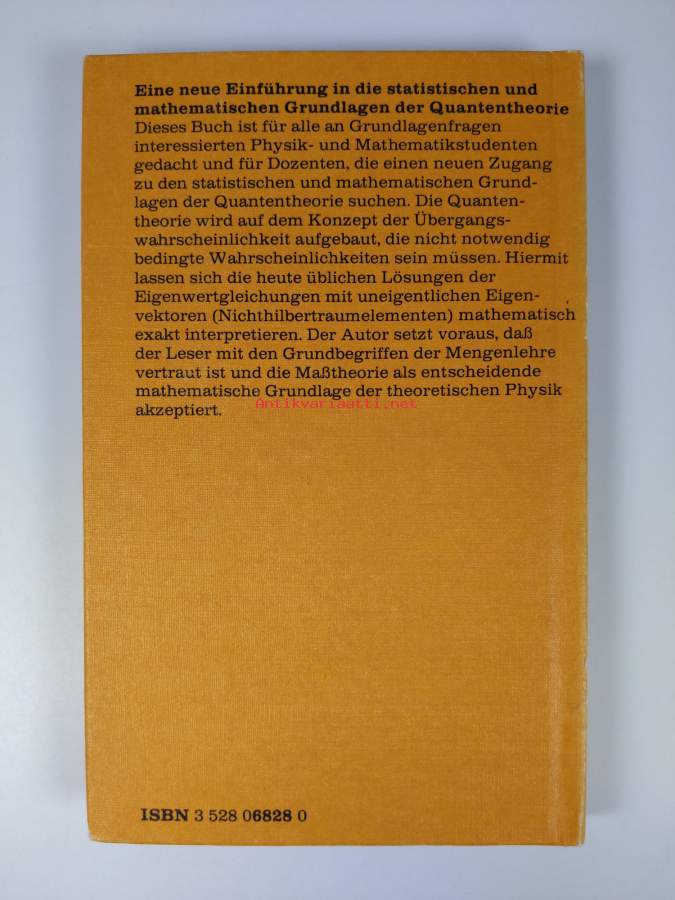 Eine neue Einführung in die statistischen und
mathematischen Grundlagen der Quantentheorie
Dieses Buch ist für alle an Grundlagenfragen
interessierten Physik- und Mathematikstudenten
gedacht und für Dozenten, die einen neuen Zugang
zu den statistischen und mathematischen Grund-
lagen der Quantentheorie suchen. Die Quanten-
theorie wird auf dem Konzept der Übergangs-
wahrscheinlichkeit aufgebaut, die nicht notwendig
bedingte Wahrscheinlichkeiten sein müssen. Hiermit
lassen sich die heute üblichen Lösungen der
Eigenwertgleichungen mit uneigentlichen Eigen-
vektoren (Nichthilbertraumelementen) mathematisch
exakt interpretieren. Der Autor setzt voraus, daß
der Leser mit den Grundbegriffen der Mengenlehre
vertraut ist und die Maßtheorie als entscheidende
mathematische Grundlage der theoretischen Physik
akzeptiert.
Antikvariaatti.net
ISBN 3 528 06828 0